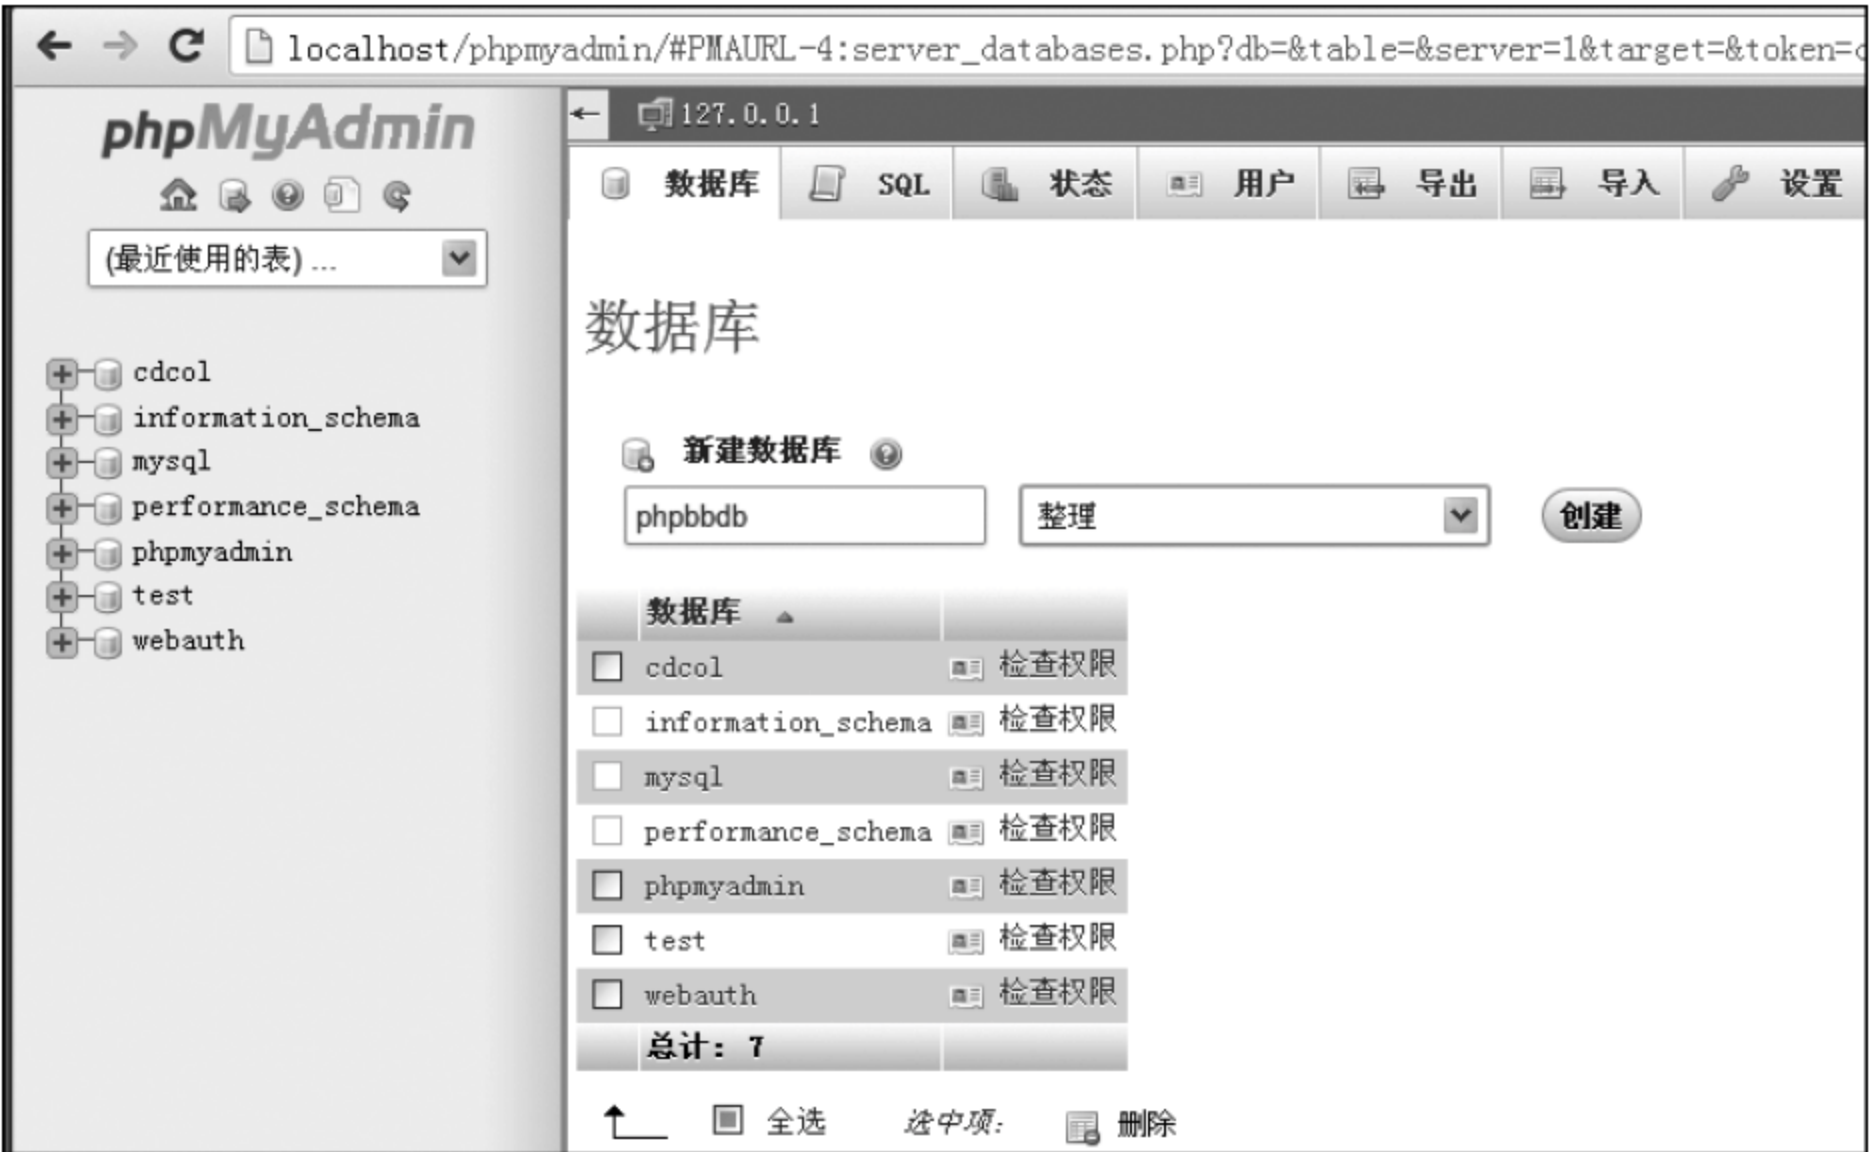 localhost/phpmyadmin/#PMAURL-4:server_databases.php?db=&table=&server=1&target=&token=
phpMyAdmin
(最近使用的表) ...
cdcol
information_schema
mysql
performance_schema
phpmyadmin
test
webauth
127.0.0.1
数据库 SQL 状态 用户 导出 导入 设置
数据库
新建数据库
phpbbdb 整理 创建
数据库
cdcol 检查权限
information_schema 检查权限
mysql 检查权限
performance_schema 检查权限
phpmyadmin 检查权限
test 检查权限
webauth 检查权限
总计: 7
全选 选中项: 删除